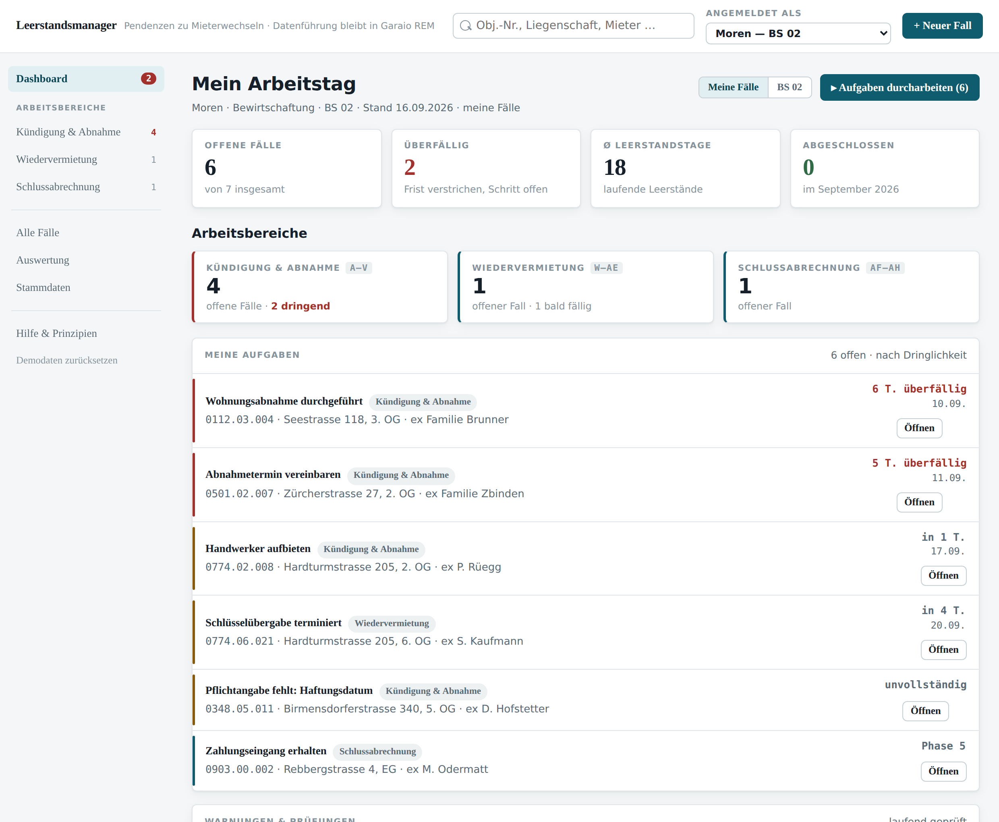 Leerstandsmanager Pendenzen zu Mieterwechseln · Datenführung bleibt in Garaio REM
Obj.-Nr., Liegenschaft, Mieter …
ANGEMELDET ALS
Moren — BS 02
+ Neuer Fall
Dashboard 2
ARBEITSBEREICHE
Kündigung & Abnahme 4
Wiedervermietung 1
Schlussabrechnung 1
Alle Fälle
Auswertung
Stammdaten
Hilfe & Prinzipien
Demodaten zurücksetzen
Mein Arbeitstag
Moren · Bewirtschaftung · BS 02 · Stand 16.09.2026 · meine Fälle
Meine Fälle BS 02
▸ Aufgaben durcharbeiten (6)
OFFENE FÄLLE
6
von 7 insgesamt
ÜBERFÄLLIG
2
Frist verstrichen, Schritt offen
Ø LEERSTANDSTAGE
18
laufende Leerstände
ABGESCHLOSSEN
0
im September 2026
Arbeitsbereiche
KÜNDIGUNG & ABNAHME A–V
4
offene Fälle · 2 dringend
WIEDERVERMIETUNG W–AE
1
offener Fall · 1 bald fällig
SCHLUSSABRECHNUNG AF–AH
1
offener Fall
MEINE AUFGABEN 6 offen · nach Dringlichkeit
Wohnungsabnahme durchgeführt Kündigung & Abnahme
0112.03.004 · Seestrasse 118, 3. OG · ex Familie Brunner
6 T. überfällig
10.09.
Öffnen
Abnahmetermin vereinbaren Kündigung & Abnahme
0501.02.007 · Zürcherstrasse 27, 2. OG · ex Familie Zbinden
5 T. überfällig
11.09.
Öffnen
Handwerker aufbieten Kündigung & Abnahme
0774.02.008 · Hardturmstrasse 205, 2. OG · ex P. Rüegg
in 1 T.
17.09.
Öffnen
Schlüsselübergabe terminiert Wiedervermietung
0774.06.021 · Hardturmstrasse 205, 6. OG · ex S. Kaufmann
in 4 T.
20.09.
Öffnen
Pflichtangabe fehlt: Haftungsdatum Kündigung & Abnahme
0348.05.011 · Birmensdorferstrasse 340, 5. OG · ex D. Hofstetter
unvollständig
Öffnen
Zahlungseingang erhalten Schlussabrechnung
0903.00.002 · Rebbergstrasse 4, EG · ex M. Odermatt
Phase 5
Öffnen
WARNUNGEN & PRÜFUNGEN laufend geprüft